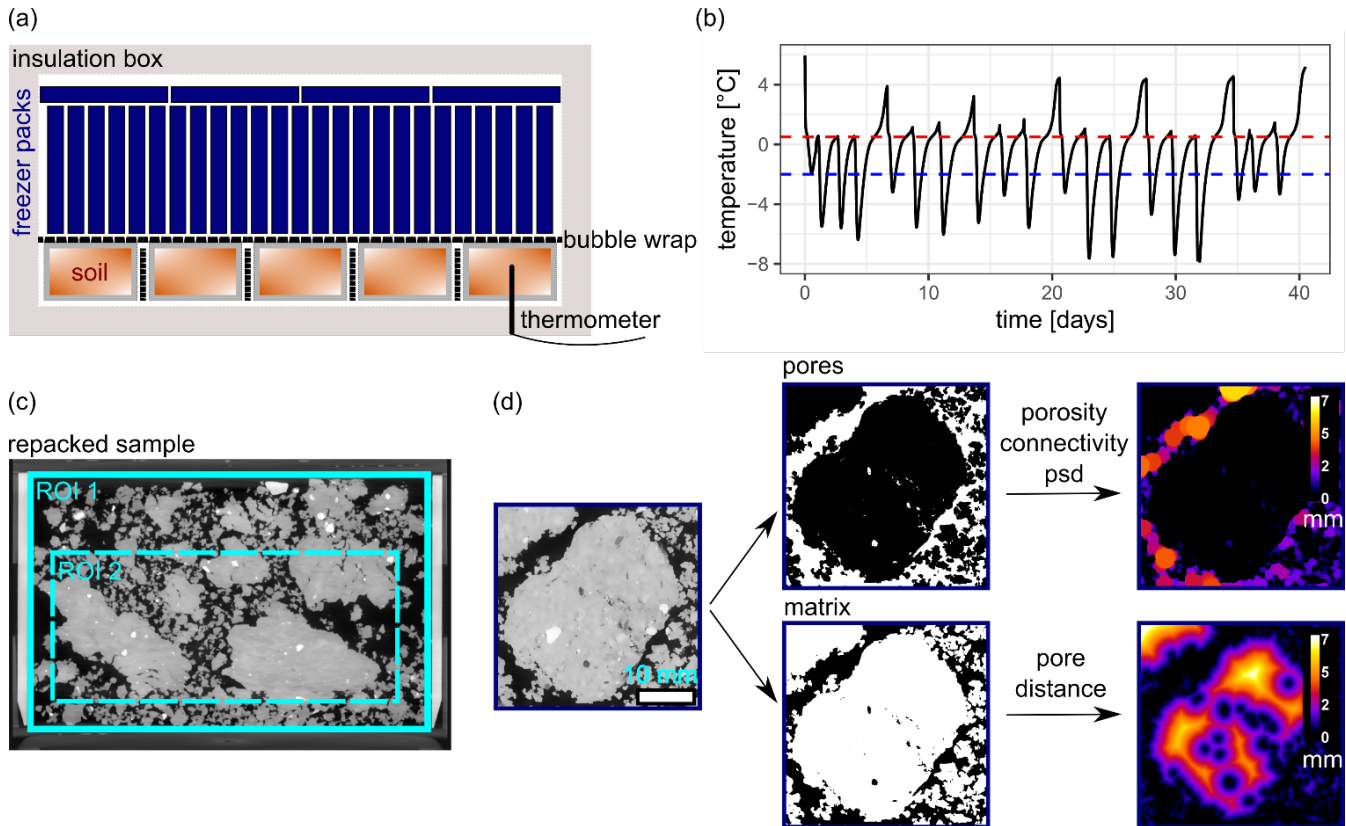 (a)
insulation box
freezer packs
bubble wrap
soil
thermometer
(b)
temperature [°C]
4
0
−4
−8
0
10
20
30
40
time [days]
(c)
repacked sample
ROI 1
ROI 2
(d)
10 mm
pores
porosity
connectivity
psd
7
5
2
0
mm
matrix
pore
distance
7
5
2
0
mm